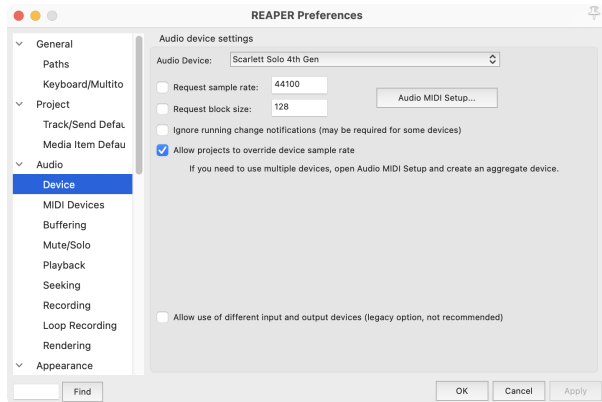 REAPER Preferences
General
Paths
Keyboard/Multito
Project
Track/Send Defau
Media Item Defau
Audio
Device
MIDI Devices
Buffering
Mute/Solo
Playback
Seeking
Recording
Loop Recording
Rendering
Appearance
Find
Audio device settings
Audio Device: Scarlett Solo 4th Gen
Request sample rate: 44100
Request block size: 128
Audio MIDI Setup...
Ignore running change notifications (may be required for some devices)
Allow projects to override device sample rate
If you need to use multiple devices, open Audio MIDI Setup and create an aggregate device.
Allow use of different input and output devices (legacy option, not recommended)
OK Cancel Apply